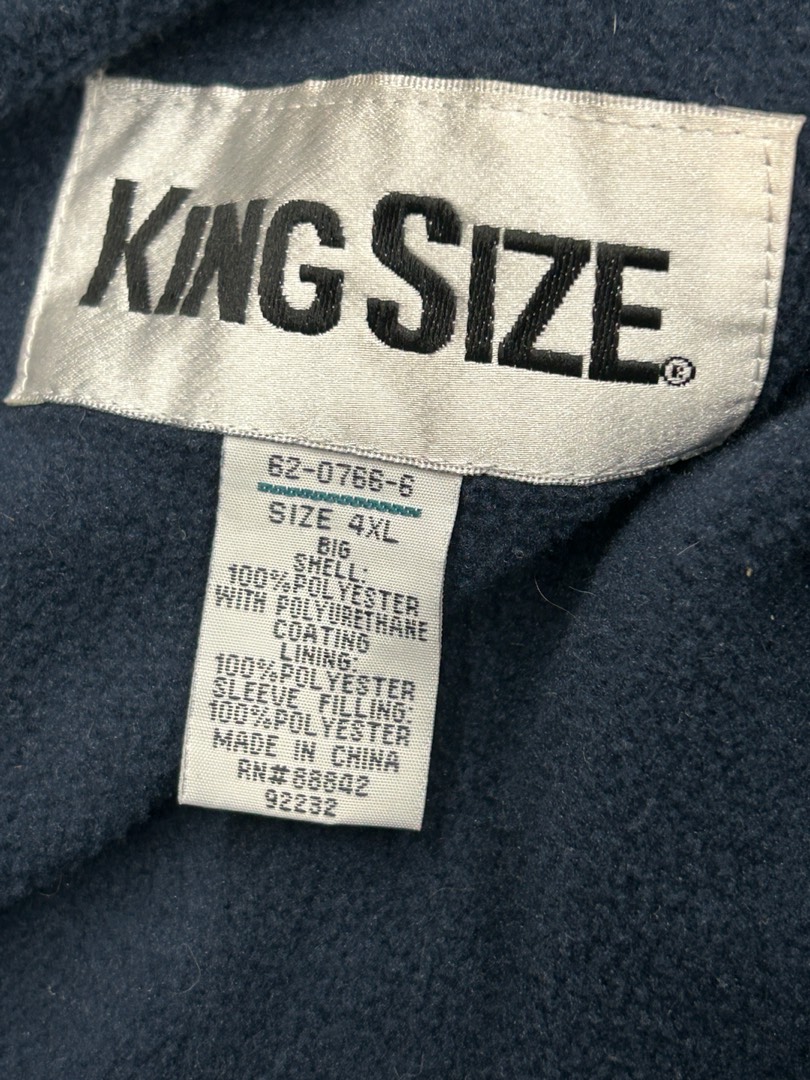 KING SIZE®
62-0766-6
SIZE 4XL
BIG
SHELL:
100%POLYESTER
WITH POLYURETHANE
COATING
LINING:
100%POLYESTER
SLEEVE FILLING:
100%POLYESTER
MADE IN CHINA
RN#88842
92232